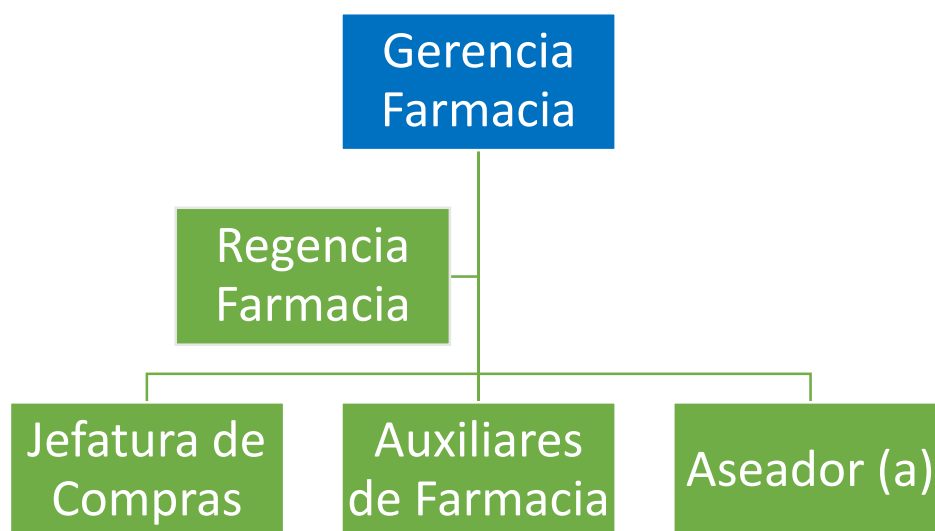 Gerencia
Farmacia
Regencia
Farmacia
Jefatura de
Compras
Auxiliares
de Farmacia
Aseador (a)